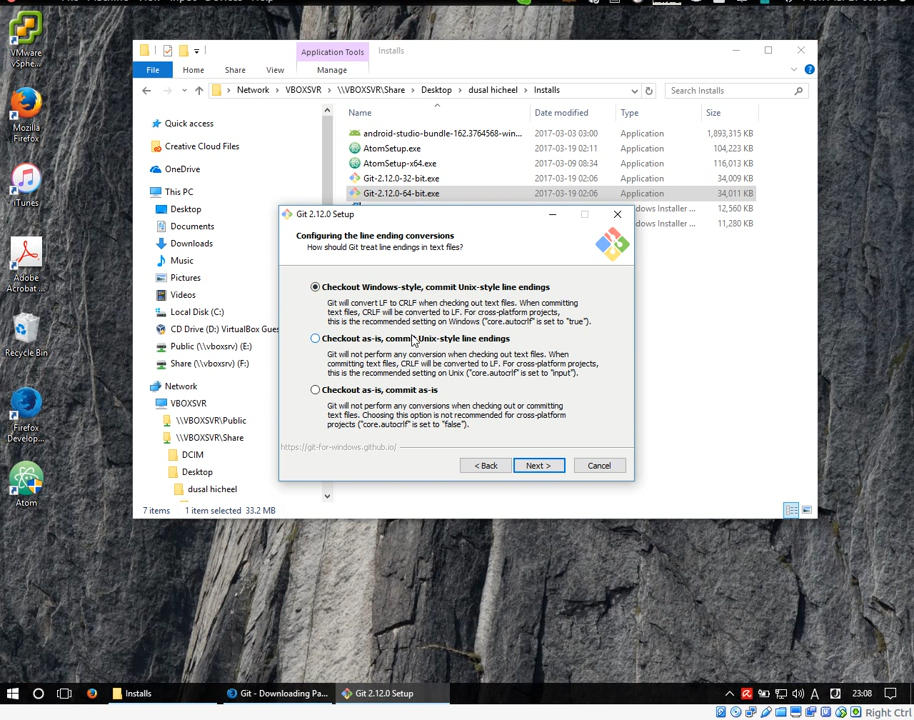 VMware
vSphe...
Mozilla
Firefox
iTunes
Adobe
Acrobat ...
Recycle Bin
Firefox
Develop...
Atom
Application Tools
Installs
File
Home
Share
View
Manage
Network
VBOXSVR
\\VBOXSVR\Share
Desktop
dusal hicheel
Installs
Search Installs
Name
Date modified
Type
Size
Quick access
Creative Cloud Files
OneDrive
This PC
Desktop
Documents
Downloads
Music
Pictures
Videos
Local Disk (C:)
CD Drive (D:) VirtualBox Gues
Public (\\vboxsrv) (E:)
Share (\\vboxsrv) (F:)
Network
VBOXSVR
\\VBOXSVR\Public
\\VBOXSVR\Share
DCIM
Desktop
dusal hicheel
android-studio-bundle-162.3764568-win... 2017-03-03 03:00 Application 1,893,315 KB
AtomSetup.exe 2017-03-19 02:11 Application 104,223 KB
AtomSetup-x64.exe 2017-03-09 08:34 Application 116,013 KB
Git-2.12.0-32-bit.exe 2017-03-19 02:06 Application 34,009 KB
Git-2.12.0-64-bit.exe 2017-03-19 02:06 Application 34,011 KB
dows Installer ... 12,560 KB
dows Installer ... 11,280 KB
Git 2.12.0 Setup
Configuring the line ending conversions
How should Git treat line endings in text files?
Checkout Windows-style, commit Unix-style line endings
Git will convert LF to CRLF when checking out text files. When committing
text files, CRLF will be converted to LF. For cross-platform projects,
this is the recommended setting on Windows ("core.autocrlf" is set to "true").
Checkout as-is, commit Unix-style line endings
Git will not perform any conversion when checking out text files. When
committing text files, CRLF will be converted to LF. For cross-platform projects,
this is the recommended setting on Unix ("core.autocrlf" is set to "input").
Checkout as-is, commit as-is
Git will not perform any conversions when checking out or committing
text files. Choosing this option is not recommended for cross-platform
projects ("core.autocrlf" is set to "false").
https://git-for-windows.github.io/
< Back
Next >
Cancel
7 items
1 item selected 33.2 MB
Installs
Git - Downloading Pa...
Git 2.12.0 Setup
A
23:08
Right Ctrl